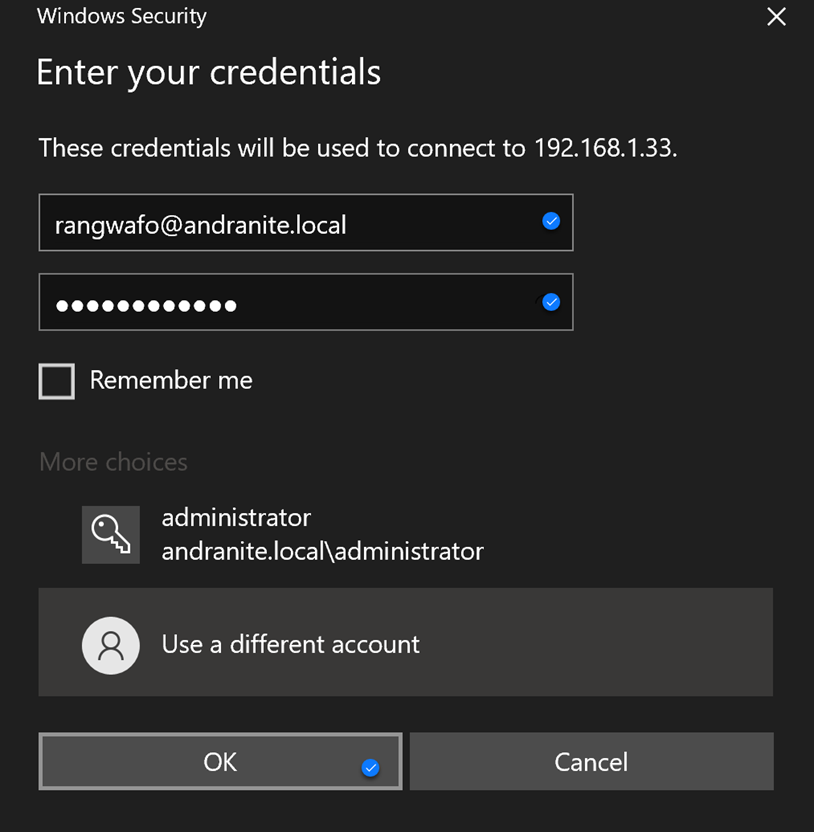 Windows Security
Enter your credentials
These credentials will be used to connect to 192.168.1.33.
rangwafo@andranite.local
●●●●●●●●●●●●
Remember me
More choices
administrator
andranite.local\administrator
Use a different account
OK
Cancel